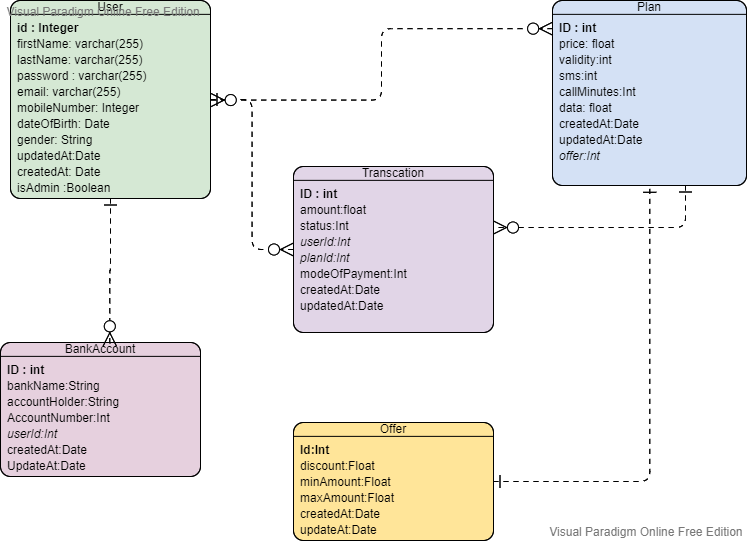 Visual Paradigm Online Free Edition
User
id : Integer
firstName: varchar(255)
lastName: varchar(255)
password : varchar(255)
email: varchar(255)
mobileNumber: Integer
dateOfBirth: Date
gender: String
updatedAt:Date
createdAt: Date
isAdmin :Boolean
Plan
ID : int
price: float
validity:int
sms:int
callMinutes:Int
data: float
createdAt:Date
updatedAt:Date
offer:Int
Transcation
ID : int
amount:float
status:Int
userId:Int
planId:Int
modeOfPayment:Int
createdAt:Date
updatedAt:Date
BankAccount
ID : int
bankName:String
accountHolder:String
AccountNumber:Int
userId:Int
createdAt:Date
UpdateAt:Date
Offer
Id:Int
discount:Float
minAmount:Float
maxAmount:Float
createdAt:Date
updateAt:Date
Visual Paradigm Online Free Edition